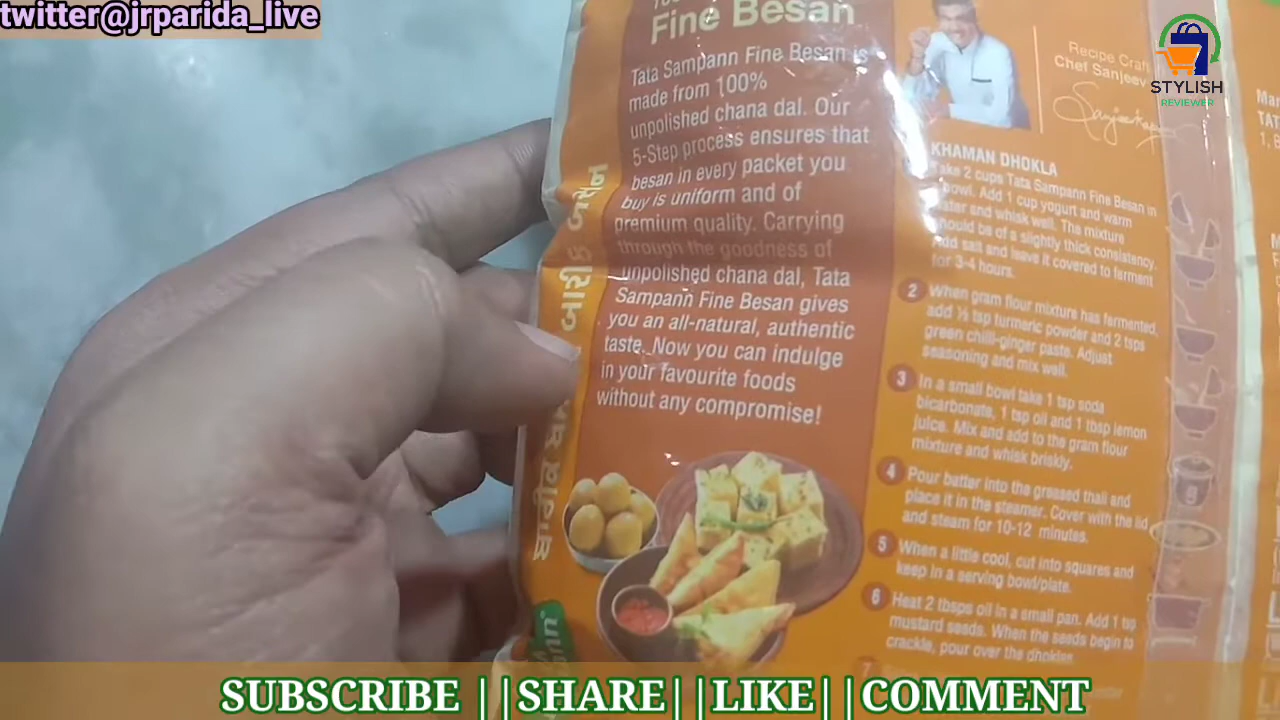 twitter@jrparida_live
STYLISH
REVIEWER
Fine Besan
Tata Sampann Fine Besan is
made from 100%
unpolished chana dal. Our
5-Step process ensures that
besan in every packet you
buy is uniform and of
premium quality. Carrying
through the goodness of
unpolished chana dal, Tata
Sampann Fine Besan gives
you an all-natural, authentic
taste. Now you can indulge
in your favourite foods
without any compromise!
બારીક બેસન
Chef Sanjeev
KHAMAN DHOKLA
Take 2 cups Tata Sampann Fine Besan in
bowl. Add 1 cup yogurt and warm
water and whisk well. The mixture
should be of a slightly thick consistency.
Add salt and leave it covered to ferment
for 3-4 hours.
2 When gram flour mixture has fermented,
add ½ tsp turmeric powder and 2 tsps
green chilli-ginger paste. Adjust
seasoning and mix well.
3 In a small bowl take 1 tsp soda
bicarbonate, 1 tsp oil and 1 tbsp lemon
juice. Mix and add to the gram flour
mixture and whisk briskly.
4 Pour batter into the greased thali and
place it in the steamer. Cover with the lid
and steam for 10-12 minutes.
5 When a little cool, cut into squares and
keep in a serving bowl/plate.
6 Heat 2 tbsps oil in a small pan. Add 1 tsp
mustard seeds. When the seeds begin to
crackle, pour over the dhoklas.
7
SUBSCRIBE ||SHARE||LIKE||COMMENT